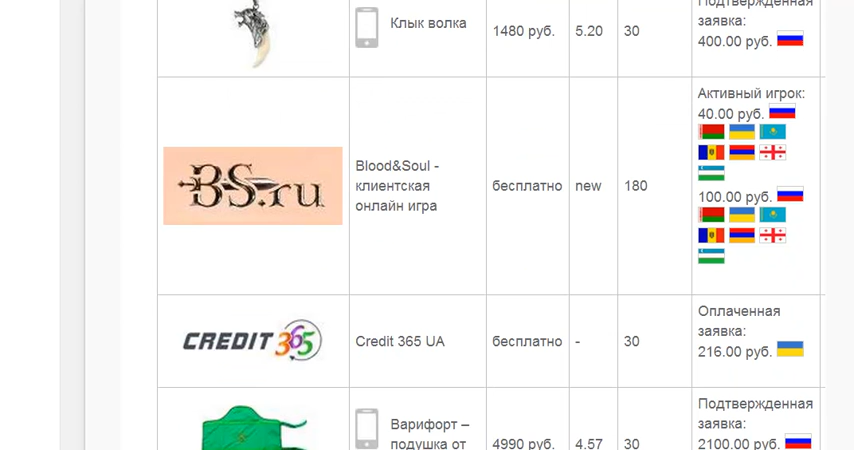 Подтвержденная
заявка:
Клык волка
1480 руб.
5.20
30
400.00 руб.
BS.ru
Blood&Soul -
клиентская
онлайн игра
бесплатно
new
180
Активный игрок:
40.00 руб.
100.00 руб.
CREDIT 365
Credit 365 UA
бесплатно
-
30
Оплаченная
заявка:
216.00 руб.
Варифорт –
подушка от
4990 руб.
4.57
30
Подтвержденная
заявка:
2100.00 руб.